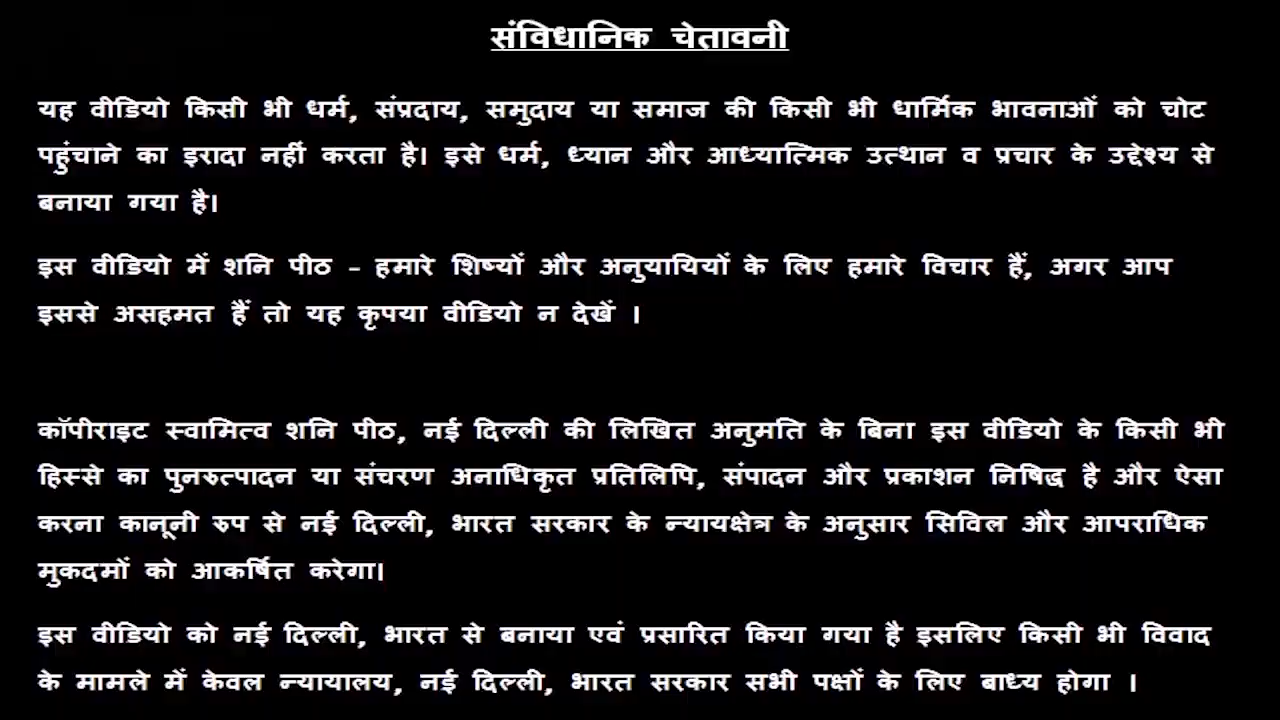 संविधानिक चेतावनी
यह वीडियो किसी भी धर्म, संप्रदाय, समुदाय या समाज की किसी भी धार्मिक भावनाओं को चोट
पहुंचाने का इरादा नहीं करता है। इसे धर्म, ध्यान और आध्यात्मिक उत्थान व प्रचार के उद्देश्य से
बनाया गया है।
इस वीडियो में शनि पीठ - हमारे शिष्यों और अनुयायियों के लिए हमारे विचार हैं, अगर आप
इससे असहमत हैं तो यह कृपया वीडियो न देखें ।
कॉपीराइट स्वामित्व शनि पीठ, नई दिल्ली की लिखित अनुमति के बिना इस वीडियो के किसी भी
हिस्से का पुनरुत्पादन या संचरण अनाधिकृत प्रतिलिपि, संपादन और प्रकाशन निषिद्ध है और ऐसा
करना कानूनी रुप से नई दिल्ली, भारत सरकार के न्यायक्षेत्र के अनुसार सिविल और आपराधिक
मुकदमों को आकर्षित करेगा।
इस वीडियो को नई दिल्ली, भारत से बनाया एवं प्रसारित किया गया है इसलिए किसी भी विवाद
के मामले में केवल न्यायालय, नई दिल्ली, भारत सरकार सभी पक्षों के लिए बाध्य होगा ।